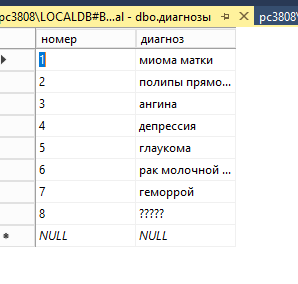 pc3808\LOCALDB#B...al - dbo.диагнозы pc3808\
номер диагноз
1 миома матки
2 полипы прямо...
3 ангина
4 депрессия
5 глаукома
6 рак молочной ...
7 геморрой
8 ?????
NULL NULL